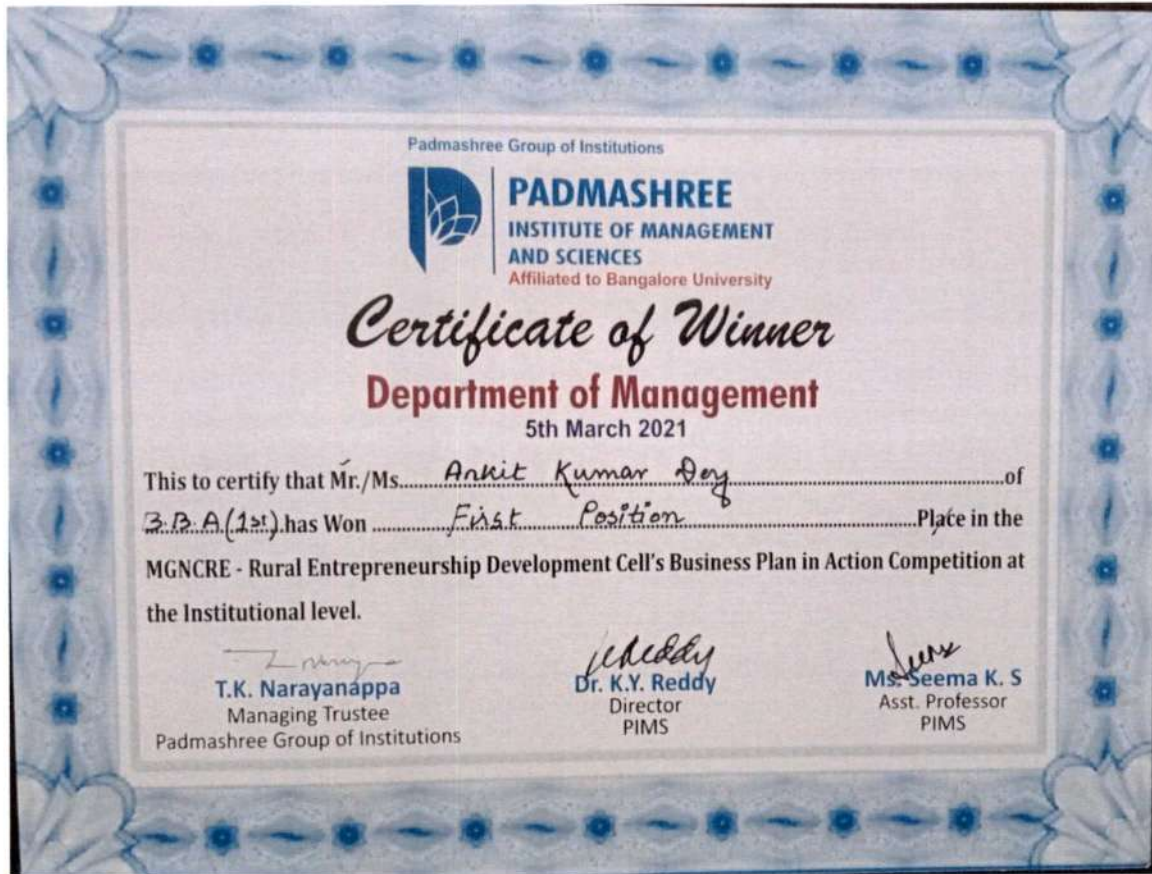 Padmashree Group of Institutions
PADMASHREE
INSTITUTE OF MANAGEMENT
AND SCIENCES
Affiliated to Bangalore University
Certificate of Winner
Department of Management
5th March 2021
This to certify that Mr./Ms. Ankit Kumar Dey of
B.B.A (1st) has Won First Position Place in the
MGNCRE - Rural Entrepreneurship Development Cell's Business Plan in Action Competition at
the Institutional level.
T.K. Narayanappa
Managing Trustee
Padmashree Group of Institutions
Dr. K.Y. Reddy
Director
PIMS
Ms. Seema K. S
Asst. Professor
PIMS